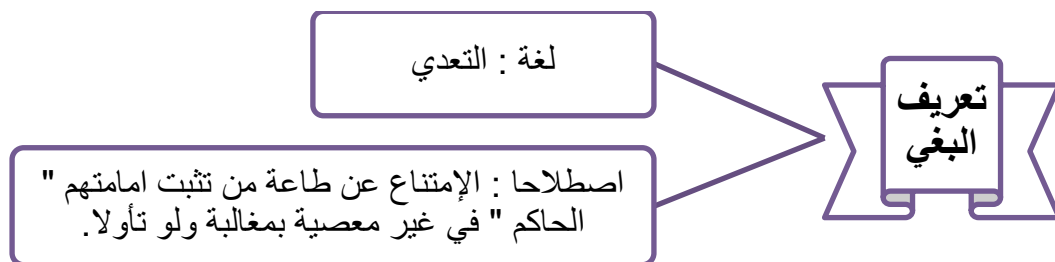 تعريف
البغي
لغة : التعدي
اصطلاحا : الإمتناع عن طاعة من تثبت امامتهم "
الحاكم " في غير معصية بمغالبة ولو تأولا.